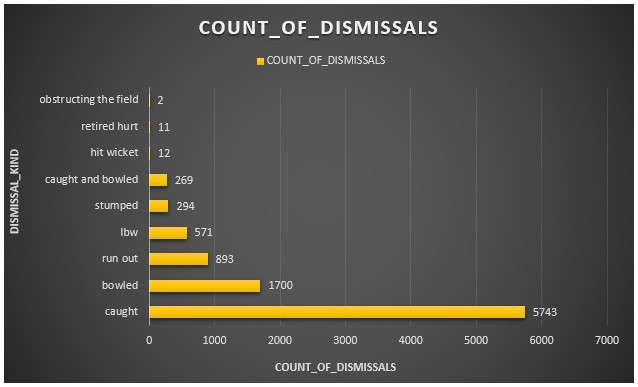 COUNT_OF_DISMISSALS
COUNT_OF_DISMISSALS
DISMISSAL_KIND
obstructing the field 2
retired hurt 11
hit wicket 12
caught and bowled 269
stumped 294
lbw 571
run out 893
bowled 1700
caught 5743
0 1000 2000 3000 4000 5000 6000 7000
COUNT_OF_DISMISSALS